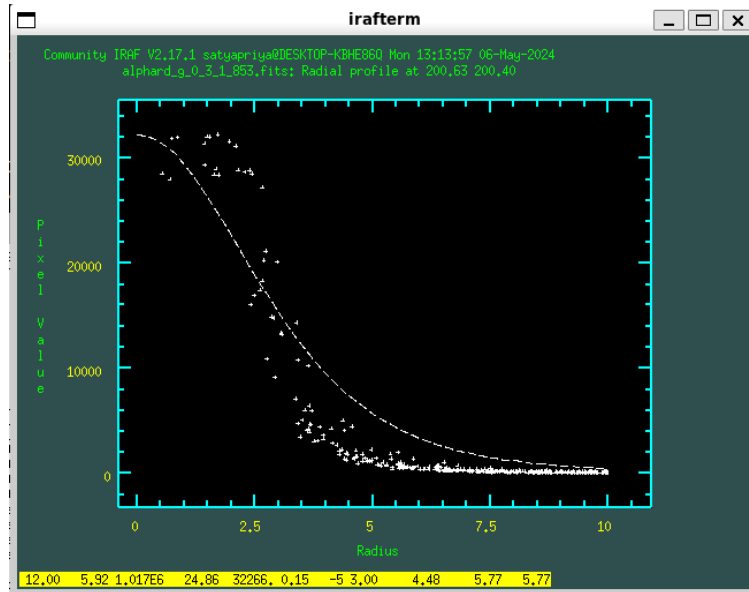 irafterm
Community IRAF V2.17.1 satyapriya@DESKTOP-KBHE86Q Mon 13:13:57 06-May-2024
alphard_g_0_3_1_853.fits: Radial profile at 200.63 200.40
30000
20000
10000
0
Pixel Value
0 2.5 5 7.5 10
Radius
12.00 5.92 1.017E6 24.86 32266. 0.15 -5 3.00 4.48 5.77 5.77